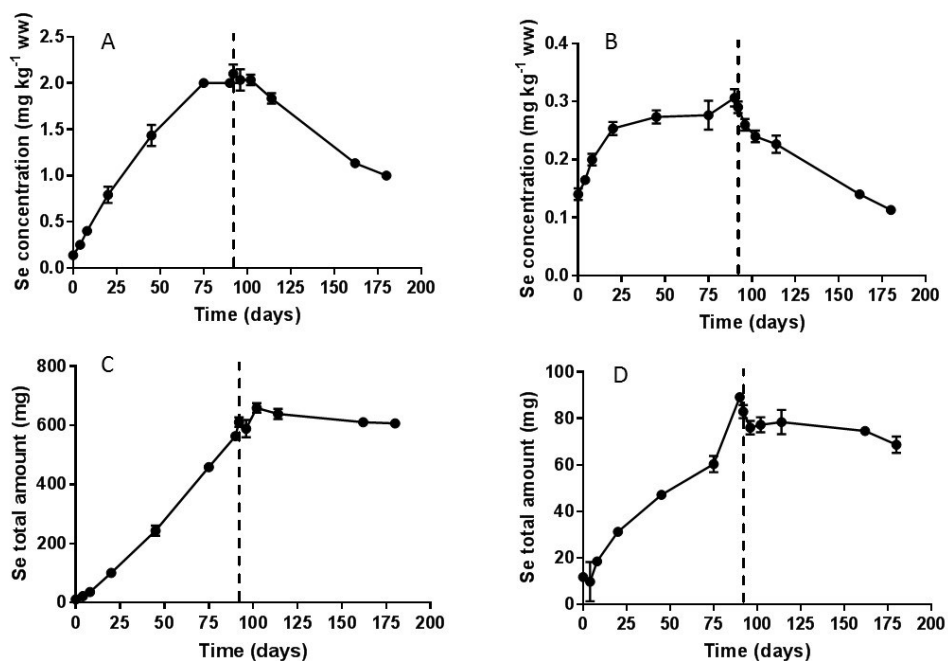 A
Se concentration (mg kg⁻¹ ww)
2.5
2.0
1.5
1.0
0.5
0.0
0 25 50 75 100 125 150 175 200
Time (days)
B
Se concentration (mg kg⁻¹ ww)
0.4
0.3
0.2
0.1
0.0
0 25 50 75 100 125 150 175 200
Time (days)
C
Se total amount (mg)
800
600
400
200
0
0 25 50 75 100 125 150 175 200
Time (days)
D
Se total amount (mg)
100
80
60
40
20
0
0 25 50 75 100 125 150 175 200
Time (days)